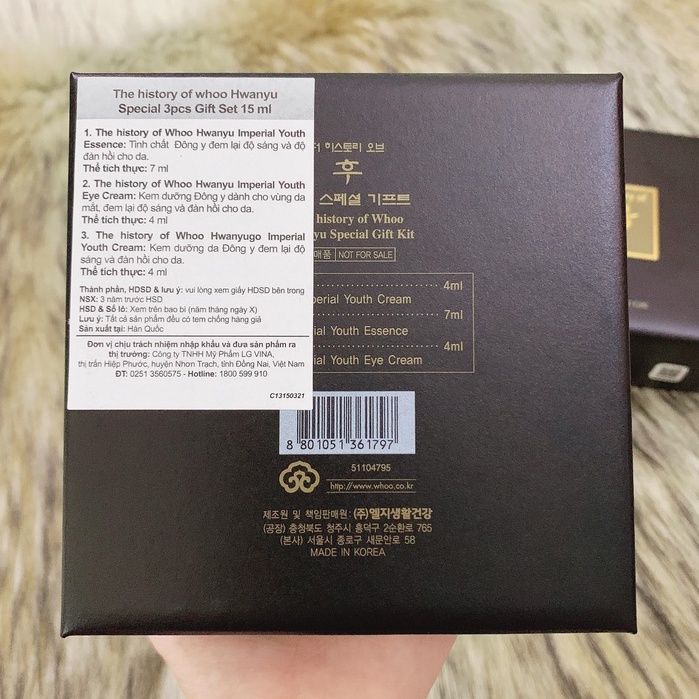 The history of whoo Hwanyu
Special 3pcs Gift Set 15 ml
1. The history of Whoo Hwanyu Imperial Youth
Essence: Tinh chất Đông y đem lại độ sáng và độ
đàn hồi cho da.
Thể tích thực: 7 ml
2. The history of Whoo Hwanyu Imperial Youth
Eye Cream: Kem dưỡng Đông y dành cho vùng da
mắt, đem lại độ sáng và đàn hồi cho da.
Thể tích thực: 4 ml
3. The history of Whoo Hwanyugo Imperial
Youth Cream: Kem dưỡng da Đông y đem lại độ
sáng và đàn hồi cho da.
Thể tích thực: 4 ml
Thành phần, HDSD & lưu ý: vui lòng xem giấy HDSD bên trong
NSX: 3 năm trước HSD
HSD & Số lô: Xem trên bao bì (năm tháng ngày X)
Lưu ý: Tất cả sản phẩm đều có tem chống hàng giả
Sản xuất tại: Hàn Quốc
Đơn vị chịu trách nhiệm nhập khẩu và đưa sản phẩm ra
thị trường: Công ty TNHH Mỹ Phẩm LG VINA,
thị trấn Hiệp Phước, huyện Nhơn Trạch, tỉnh Đồng Nai, Việt Nam
ĐT: 0251 3560575 - Hotline: 1800 599 910
C13150321
히스토리 오브
후
스페셜 기프트
history of Whoo
yu Special Gift Kit
매품 NOT FOR SALE
4ml
perial Youth Cream
7ml
ial Youth Essence
4ml
ial Youth Eye Cream
8 801051 361797
51104795
http://www.whoo.co.kr
제조원 및 책임판매원: (주)엘지생활건강
(공장) 충청북도 청주시 흥덕구 2순환로 765
(본사) 서울시 종로구 새문안로 58
MADE IN KOREA